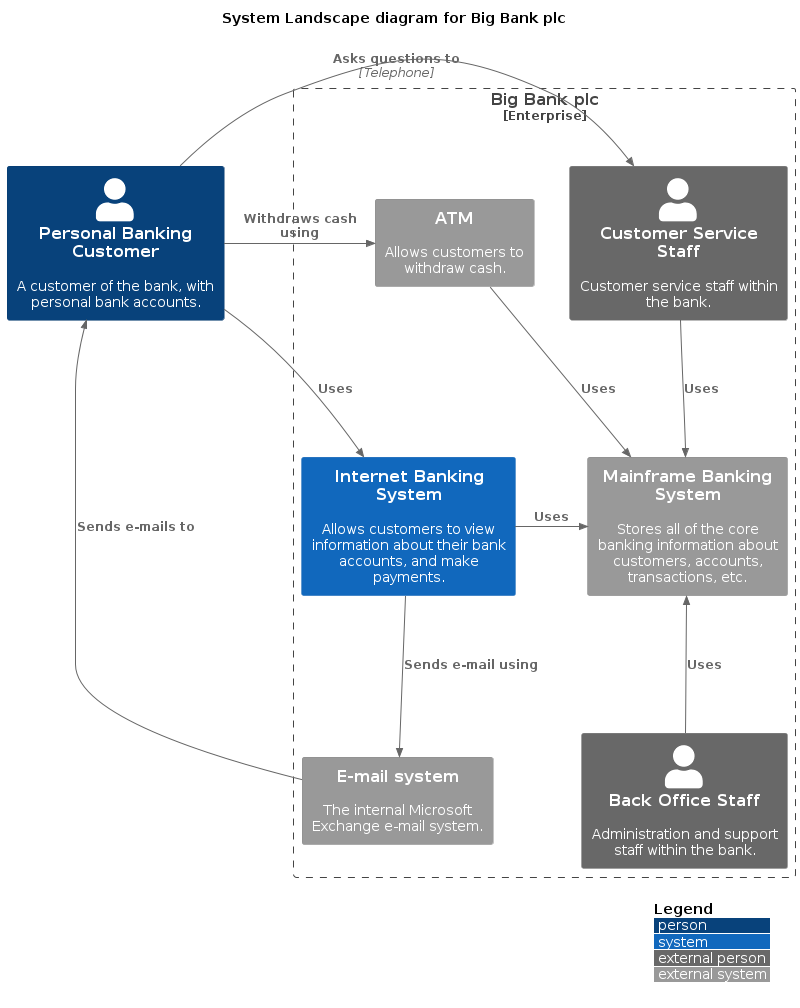 System Landscape diagram for Big Bank plc
Asks questions to
[Telephone]
Big Bank plc
[Enterprise]
Personal Banking
Customer
A customer of the bank, with
personal bank accounts.
Withdraws cash
using
ATM
Allows customers to
withdraw cash.
Customer Service
Staff
Customer service staff within
the bank.
Uses
Uses
Uses
Internet Banking
System
Allows customers to view
information about their bank
accounts, and make
payments.
Uses
Mainframe Banking
System
Stores all of the core
banking information about
customers, accounts,
transactions, etc.
Sends e-mails to
Sends e-mail using
Uses
E-mail system
The internal Microsoft
Exchange e-mail system.
Back Office Staff
Administration and support
staff within the bank.
Legend
person
system
external person
external system